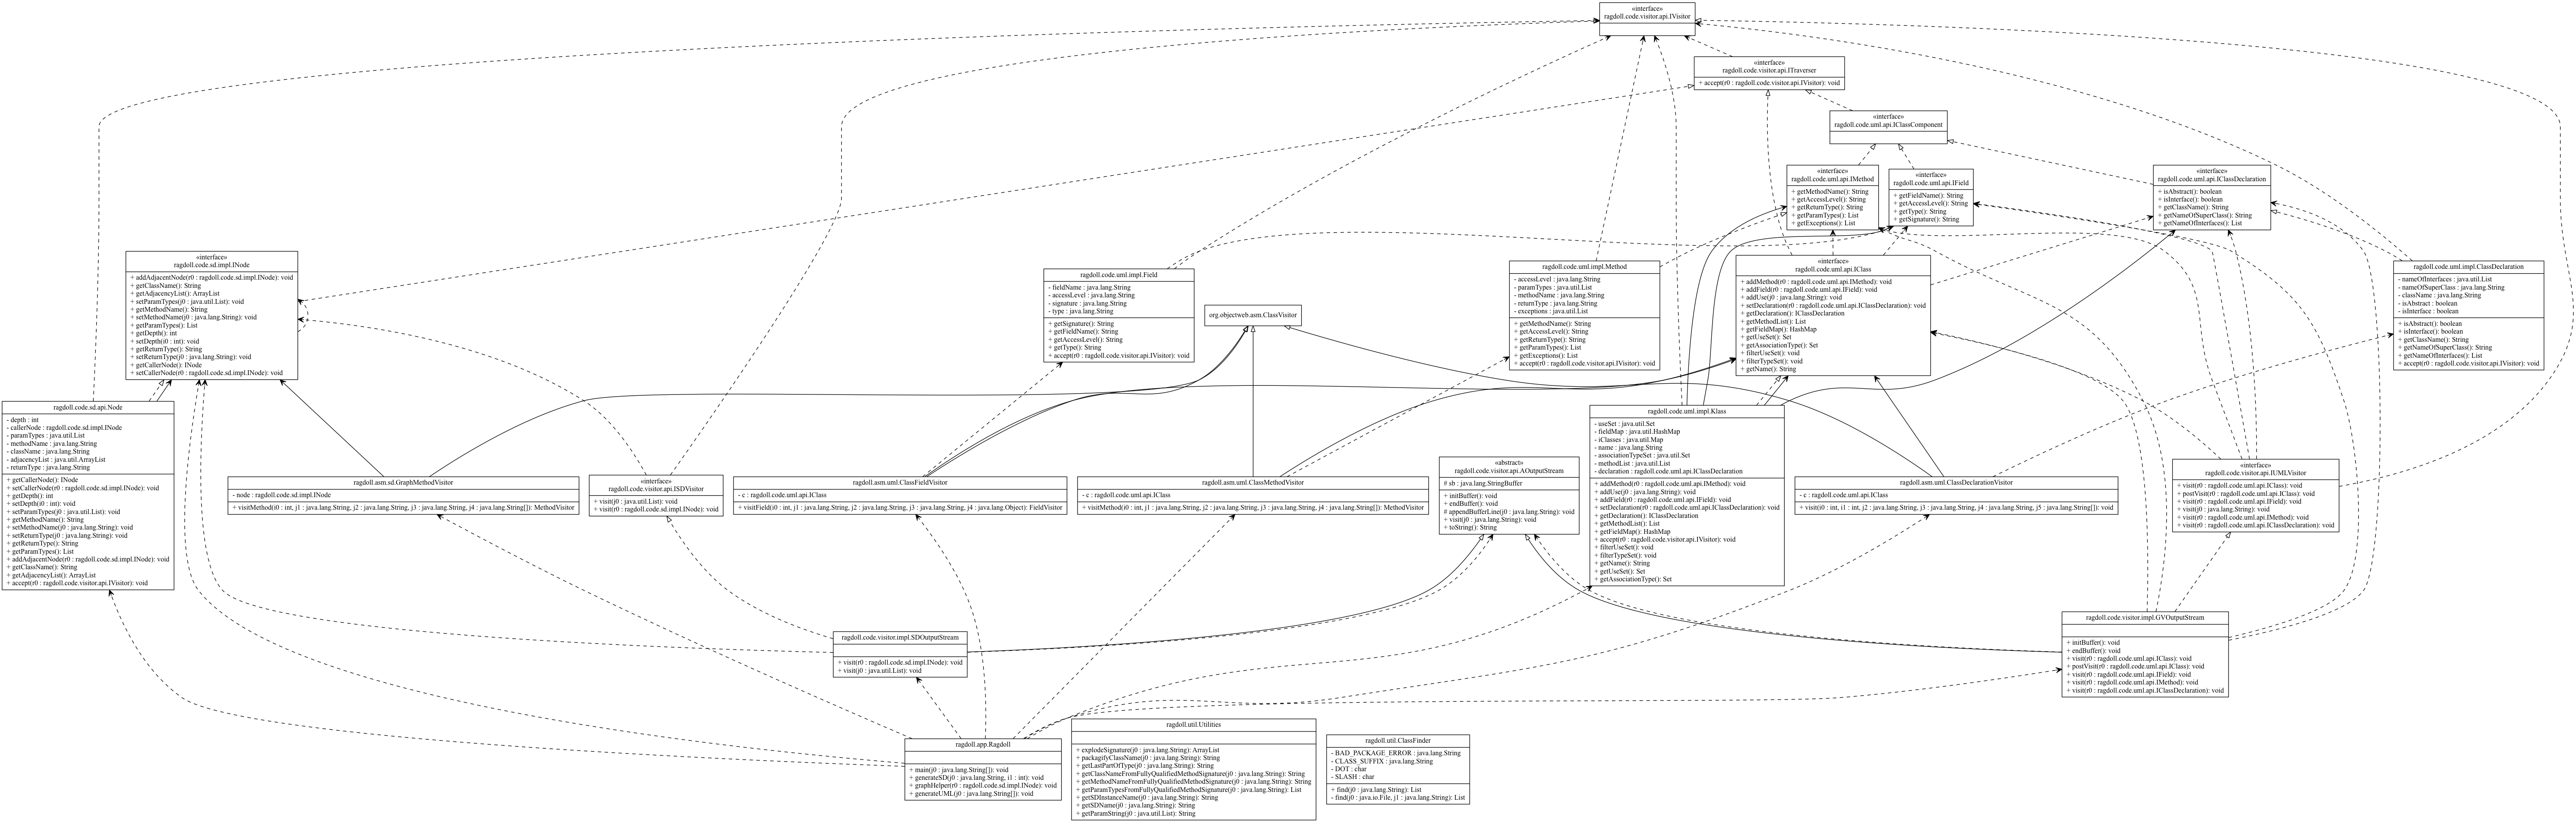 «interface»
ragdoll.code.visitor.api.IVisitor
«interface»
ragdoll.code.visitor.api.ITraverser
+ accept(r0 : ragdoll.code.visitor.api.IVisitor): void
«interface»
ragdoll.code.uml.api.IClassComponent
«interface»
ragdoll.code.uml.api.IMethod
+ getMethodName(): String
+ getAccessLevel(): String
+ getReturnType(): String
+ getParamTypes(): List
+ getExceptions(): List
«interface»
ragdoll.code.uml.api.IField
+ getFieldName(): String
+ getAccessLevel(): String
+ getType(): String
+ getSignature(): String
«interface»
ragdoll.code.uml.api.IClassDeclaration
+ isAbstract(): boolean
+ isInterface(): boolean
+ getClassName(): String
+ getNameOfSuperClass(): String
+ getNameOfInterfaces(): List
«interface»
ragdoll.code.sd.impl.INode
+ addAdjacentNode(r0 : ragdoll.code.sd.impl.INode): void
+ getClassName(): String
+ getAdjacencyList(): ArrayList
+ setParamTypes(j0 : java.util.List): void
+ getMethodName(): String
+ setMethodName(j0 : java.lang.String): void
+ getParamTypes(): List
+ getDepth(): int
+ setDepth(i0 : int): void
+ getReturnType(): String
+ setReturnType(j0 : java.lang.String): void
+ getCallerNode(): INode
+ setCallerNode(r0 : ragdoll.code.sd.impl.INode): void
ragdoll.code.uml.impl.Field
- fieldName : java.lang.String
- accessLevel : java.lang.String
- signature : java.lang.String
- type : java.lang.String
+ getSignature(): String
+ getFieldName(): String
+ getAccessLevel(): String
+ getType(): String
+ accept(r0 : ragdoll.code.visitor.api.IVisitor): void
org.objectweb.asm.ClassVisitor
ragdoll.code.uml.impl.Method
- accessLevel : java.lang.String
- paramTypes : java.util.List
- methodName : java.lang.String
- returnType : java.lang.String
- exceptions : java.util.List
+ getMethodName(): String
+ getAccessLevel(): String
+ getReturnType(): String
+ getParamTypes(): List
+ getExceptions(): List
+ accept(r0 : ragdoll.code.visitor.api.IVisitor): void
«interface»
ragdoll.code.uml.api.IClass
+ addMethod(r0 : ragdoll.code.uml.api.IMethod): void
+ addField(r0 : ragdoll.code.uml.api.IField): void
+ addUse(j0 : java.lang.String): void
+ setDeclaration(r0 : ragdoll.code.uml.api.IClassDeclaration): void
+ getDeclaration(): IClassDeclaration
+ getMethodList(): List
+ getFieldMap(): HashMap
+ getUseSet(): Set
+ getAssociationType(): Set
+ filterUseSet(): void
+ filterTypeSet(): void
+ getName(): String
ragdoll.code.uml.impl.ClassDeclaration
- nameOfInterfaces : java.util.List
- nameOfSuperClass : java.lang.String
- className : java.lang.String
- isAbstract : boolean
- isInterface : boolean
+ isAbstract(): boolean
+ isInterface(): boolean
+ getClassName(): String
+ getNameOfSuperClass(): String
+ getNameOfInterfaces(): List
+ accept(r0 : ragdoll.code.visitor.api.IVisitor): void
ragdoll.code.sd.api.Node
- depth : int
- callerNode : ragdoll.code.sd.impl.INode
- paramTypes : java.util.List
- methodName : java.lang.String
- className : java.lang.String
- adjacencyList : java.util.ArrayList
- returnType : java.lang.String
+ getCallerNode(): INode
+ setCallerNode(r0 : ragdoll.code.sd.impl.INode): void
+ getDepth(): int
+ setDepth(i0 : int): void
+ setParamTypes(j0 : java.util.List): void
+ getMethodName(): String
+ setMethodName(j0 : java.lang.String): void
+ setReturnType(j0 : java.lang.String): void
+ getReturnType(): String
+ getParamTypes(): List
+ addAdjacentNode(r0 : ragdoll.code.sd.impl.INode): void
+ getClassName(): String
+ getAdjacencyList(): ArrayList
+ accept(r0 : ragdoll.code.visitor.api.IVisitor): void
ragdoll.asm.sd.GraphMethodVisitor
- node : ragdoll.code.sd.impl.INode
+ visitMethod(i0 : int, j1 : java.lang.String, j2 : java.lang.String, j3 : java.lang.String, j4 : java.lang.String[]): MethodVisitor
«interface»
ragdoll.code.visitor.api.ISDVisitor
+ visit(j0 : java.util.List): void
+ visit(r0 : ragdoll.code.sd.impl.INode): void
ragdoll.asm.uml.ClassFieldVisitor
- c : ragdoll.code.uml.api.IClass
+ visitField(i0 : int, j1 : java.lang.String, j2 : java.lang.String, j3 : java.lang.String, j4 : java.lang.Object): FieldVisitor
ragdoll.asm.uml.ClassMethodVisitor
- c : ragdoll.code.uml.api.IClass
+ visitMethod(i0 : int, j1 : java.lang.String, j2 : java.lang.String, j3 : java.lang.String, j4 : java.lang.String[]): MethodVisitor
«abstract»
ragdoll.code.visitor.api.AOutputStream
# sb : java.lang.StringBuffer
+ initBuffer(): void
+ endBuffer(): void
# appendBufferLine(j0 : java.lang.String): void
+ visit(j0 : java.lang.String): void
+ toString(): String
ragdoll.code.uml.impl.Klass
- useSet : java.util.Set
- fieldMap : java.util.HashMap
- iClasses : java.util.Map
- name : java.lang.String
- associationTypeSet : java.util.Set
- methodList : java.util.List
- declaration : ragdoll.code.uml.api.IClassDeclaration
+ addMethod(r0 : ragdoll.code.uml.api.IMethod): void
+ addUse(j0 : java.lang.String): void
+ addField(r0 : ragdoll.code.uml.api.IField): void
+ setDeclaration(r0 : ragdoll.code.uml.api.IClassDeclaration): void
+ getDeclaration(): IClassDeclaration
+ getMethodList(): List
+ getFieldMap(): HashMap
+ accept(r0 : ragdoll.code.visitor.api.IVisitor): void
+ filterUseSet(): void
+ filterTypeSet(): void
+ getName(): String
+ getUseSet(): Set
+ getAssociationType(): Set
ragdoll.asm.uml.ClassDeclarationVisitor
- c : ragdoll.code.uml.api.IClass
+ visit(i0 : int, i1 : int, j2 : java.lang.String, j3 : java.lang.String, j4 : java.lang.String, j5 : java.lang.String[]): void
«interface»
ragdoll.code.visitor.api.IUMLVisitor
+ visit(r0 : ragdoll.code.uml.api.IClass): void
+ postVisit(r0 : ragdoll.code.uml.api.IClass): void
+ visit(r0 : ragdoll.code.uml.api.IField): void
+ visit(j0 : java.lang.String): void
+ visit(r0 : ragdoll.code.uml.api.IMethod): void
+ visit(r0 : ragdoll.code.uml.api.IClassDeclaration): void
ragdoll.code.visitor.impl.SDOutputStream
+ visit(r0 : ragdoll.code.sd.impl.INode): void
+ visit(j0 : java.util.List): void
ragdoll.code.visitor.impl.GVOutputStream
+ initBuffer(): void
+ endBuffer(): void
+ visit(r0 : ragdoll.code.uml.api.IClass): void
+ postVisit(r0 : ragdoll.code.uml.api.IClass): void
+ visit(r0 : ragdoll.code.uml.api.IField): void
+ visit(r0 : ragdoll.code.uml.api.IMethod): void
+ visit(r0 : ragdoll.code.uml.api.IClassDeclaration): void
ragdoll.app.Ragdoll
+ main(j0 : java.lang.String[]): void
+ generateSD(j0 : java.lang.String, i1 : int): void
+ graphHelper(r0 : ragdoll.code.sd.impl.INode): void
+ generateUML(j0 : java.lang.String[]): void
ragdoll.util.Utilities
+ explodeSignature(j0 : java.lang.String): ArrayList
+ packagifyClassName(j0 : java.lang.String): String
+ getLastPartOfType(j0 : java.lang.String): String
+ getClassNameFromFullyQualifiedMethodSignature(j0 : java.lang.String): String
+ getMethodNameFromFullyQualifiedMethodSignature(j0 : java.lang.String): String
+ getParamTypesFromFullyQualifiedMethodSignature(j0 : java.lang.String): List
+ getSDInstanceName(j0 : java.lang.String): String
+ getSDName(j0 : java.lang.String): String
+ getParamString(j0 : java.util.List): String
ragdoll.util.ClassFinder
- BAD_PACKAGE_ERROR : java.lang.String
- CLASS_SUFFIX : java.lang.String
- DOT : char
- SLASH : char
+ find(j0 : java.lang.String): List
- find(j0 : java.io.File, j1 : java.lang.String): List